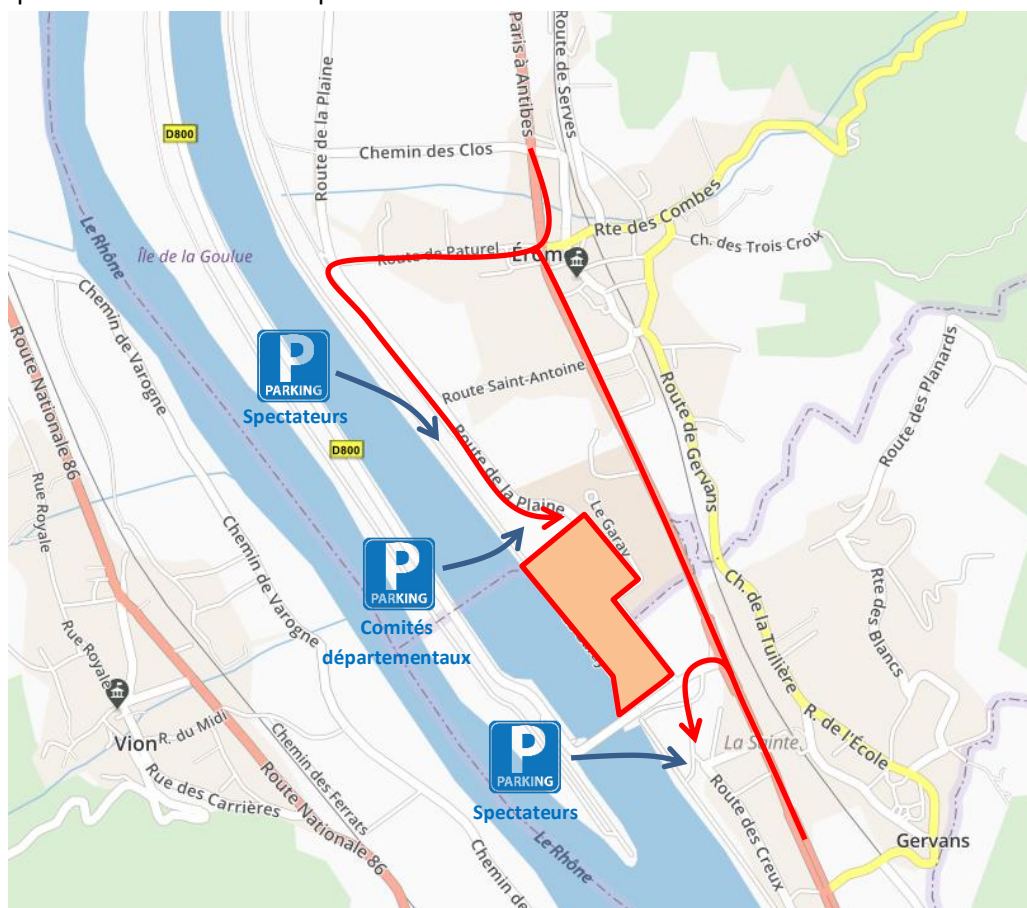 Paris à Antibes
Route de Serves
Route de la Plaine
D800
Chemin des Clos
Rte des Combes
Ch. des Trois Croix
Le Rhône
Île de la Goulue
Route de Paturel
Érom
Chemin de Varogne
Route Nationale 86
P
PARKING
Spectateurs
Route Saint-Antoine
Route des Planards
Route de Gervans
D800
Route de la Plaine
Le Garay
Rue Royale
Chemin de Varogne
P
PARKING
Comités
départementaux
Ch. de la Tuilière
Rte des Blancs
Rue Royale
Vion
R. du Midi
Chemin des Ferrats
Rue des Carrières
Route Nationale 86
P
PARKING
Spectateurs
La Sainte
R. de l'École
Route des Creux
Gervans
Le Rhône
Chemin de